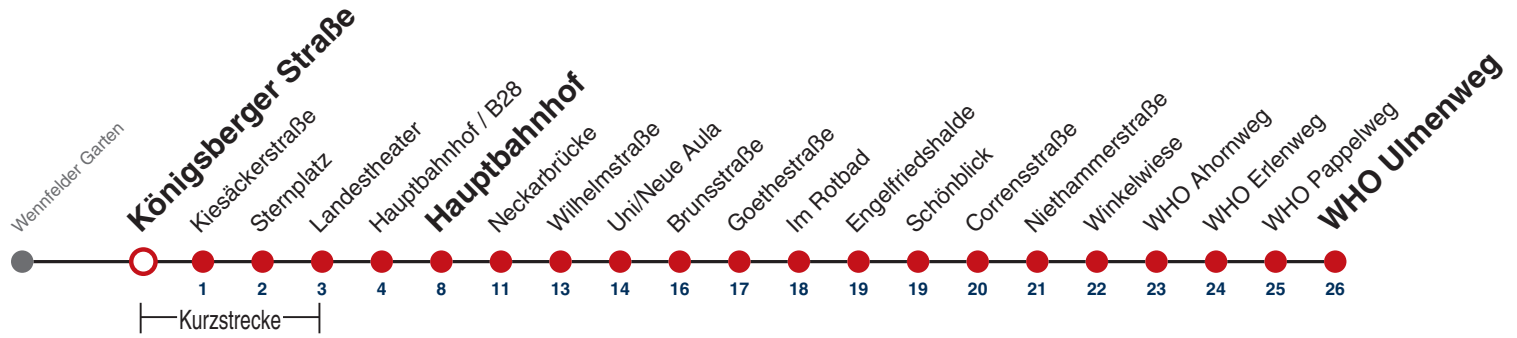 Wennfelder Garten
Königsberger Straße
Kiesäckerstraße
Sternplatz
Landestheater
Hauptbahnhof / B28
Hauptbahnhof
Neckarbrücke
Wilhelmstraße
Uni/Neue Aula
Brunsstraße
Goethestraße
Im Rotbad
Engelfriedshalde
Schönblick
Corrensstraße
Niethammerstraße
Winkelwiese
WHO Ahornweg
WHO Erlenweg
WHO Pappelweg
WHO Ulmenweg
1 2 3 4 8 11 13 14 16 17 18 19 19 20 21 22 23 24 25 26
Kurzstrecke